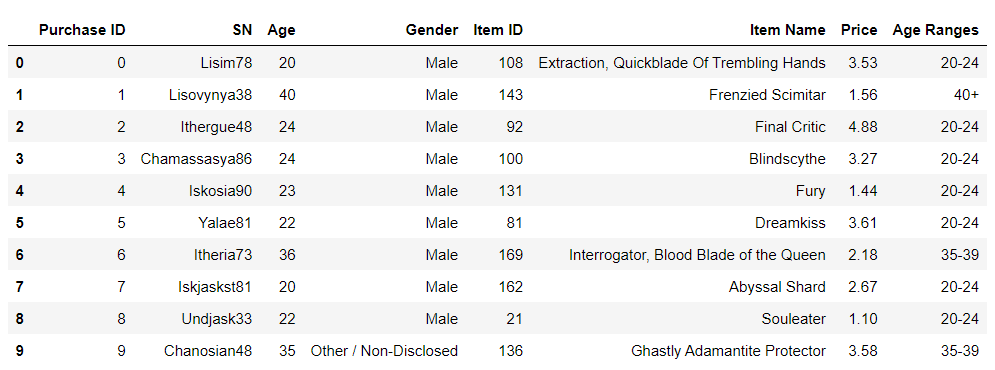 Purchase ID SN Age Gender Item ID Item Name Price Age Ranges
0 0 Lisim78 20 Male 108 Extraction, Quickblade Of Trembling Hands 3.53 20-24
1 1 Lisovynya38 40 Male 143 Frenzied Scimitar 1.56 40+
2 2 Ithergue48 24 Male 92 Final Critic 4.88 20-24
3 3 Chamassasya86 24 Male 100 Blindscythe 3.27 20-24
4 4 Iskosia90 23 Male 131 Fury 1.44 20-24
5 5 Yalae81 22 Male 81 Dreamkiss 3.61 20-24
6 6 Itheria73 36 Male 169 Interrogator, Blood Blade of the Queen 2.18 35-39
7 7 Iskjaskst81 20 Male 162 Abyssal Shard 2.67 20-24
8 8 Undjask33 22 Male 21 Souleater 1.10 20-24
9 9 Chanosian48 35 Other / Non-Disclosed 136 Ghastly Adamantite Protector 3.58 35-39